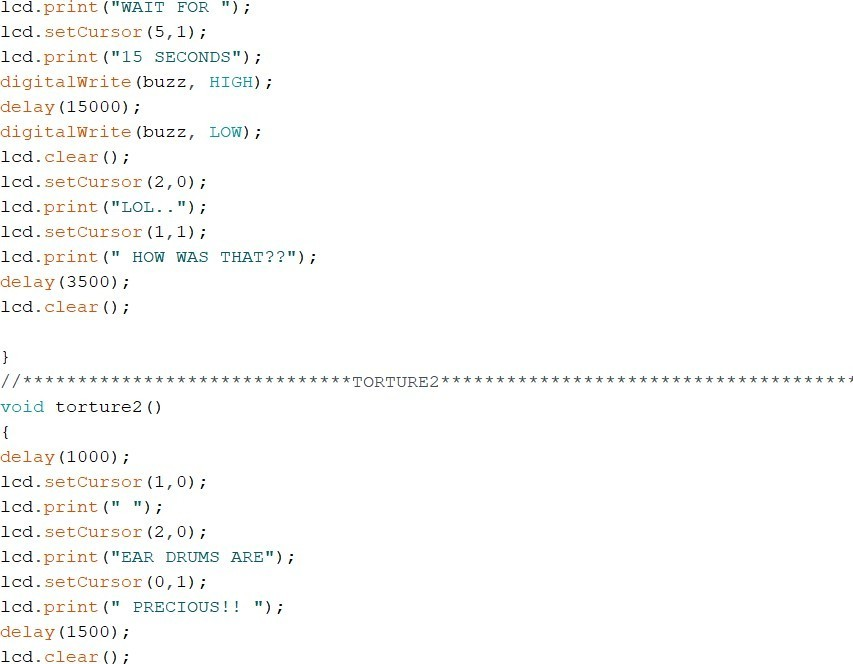 lcd.print("WAIT FOR ");
lcd.setCursor(5,1);
lcd.print("15 SECONDS");
digitalWrite(buzz, HIGH);
delay(15000);
digitalWrite(buzz, LOW);
lcd.clear();
lcd.setCursor(2,0);
lcd.print("LOL..");
lcd.setCursor(1,1);
lcd.print(" HOW WAS THAT??");
delay(3500);
lcd.clear();
}
//******************************TORTURE2**************************************
void torture2()
{
delay(1000);
lcd.setCursor(1,0);
lcd.print(" ");
lcd.setCursor(2,0);
lcd.print("EAR DRUMS ARE");
lcd.setCursor(0,1);
lcd.print(" PRECIOUS!! ");
delay(1500);
lcd.clear();